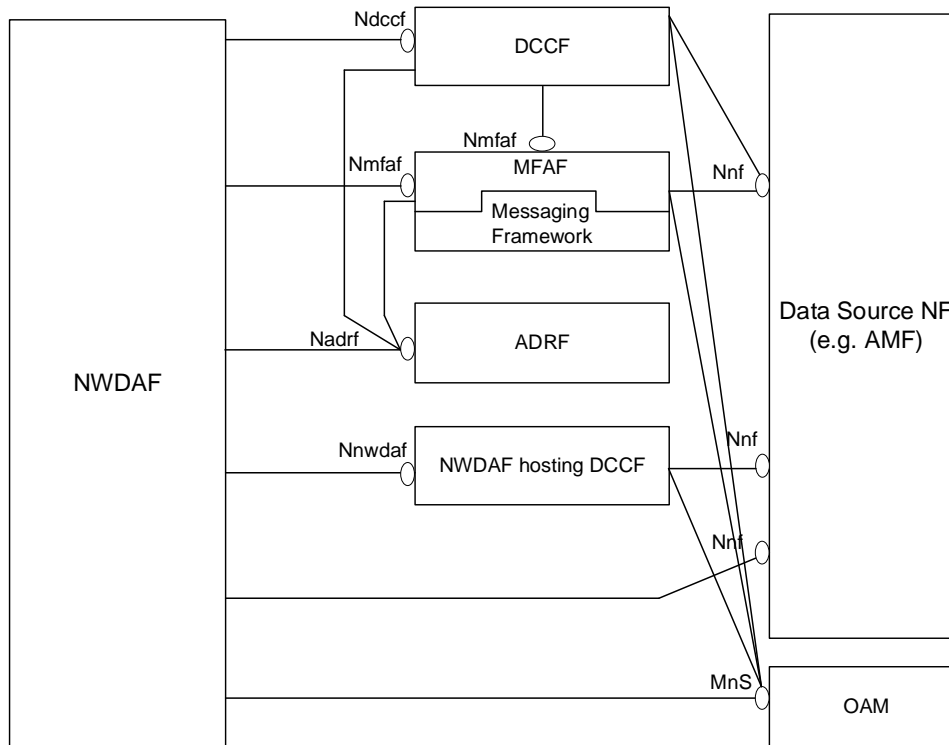 Ndccf
DCCF
Nmfaf
Nmfaf
MFAF
Nnf
Messaging
Framework
Data Source NF
(e.g. AMF)
Nadrf
ADRF
NWDAF
Nnwdaf
NWDAF hosting DCCF
Nnf
Nnf
MnS
OAM